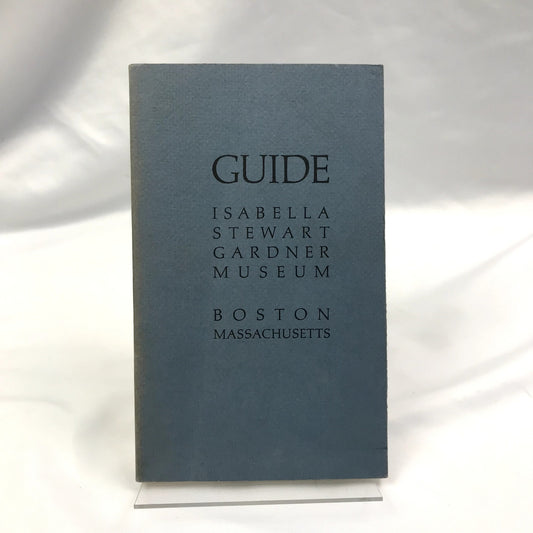 GUIDE
ISABELLA
STEWART
GARDNER
MUSEUM
BOSTON
MASSACHUSETTS